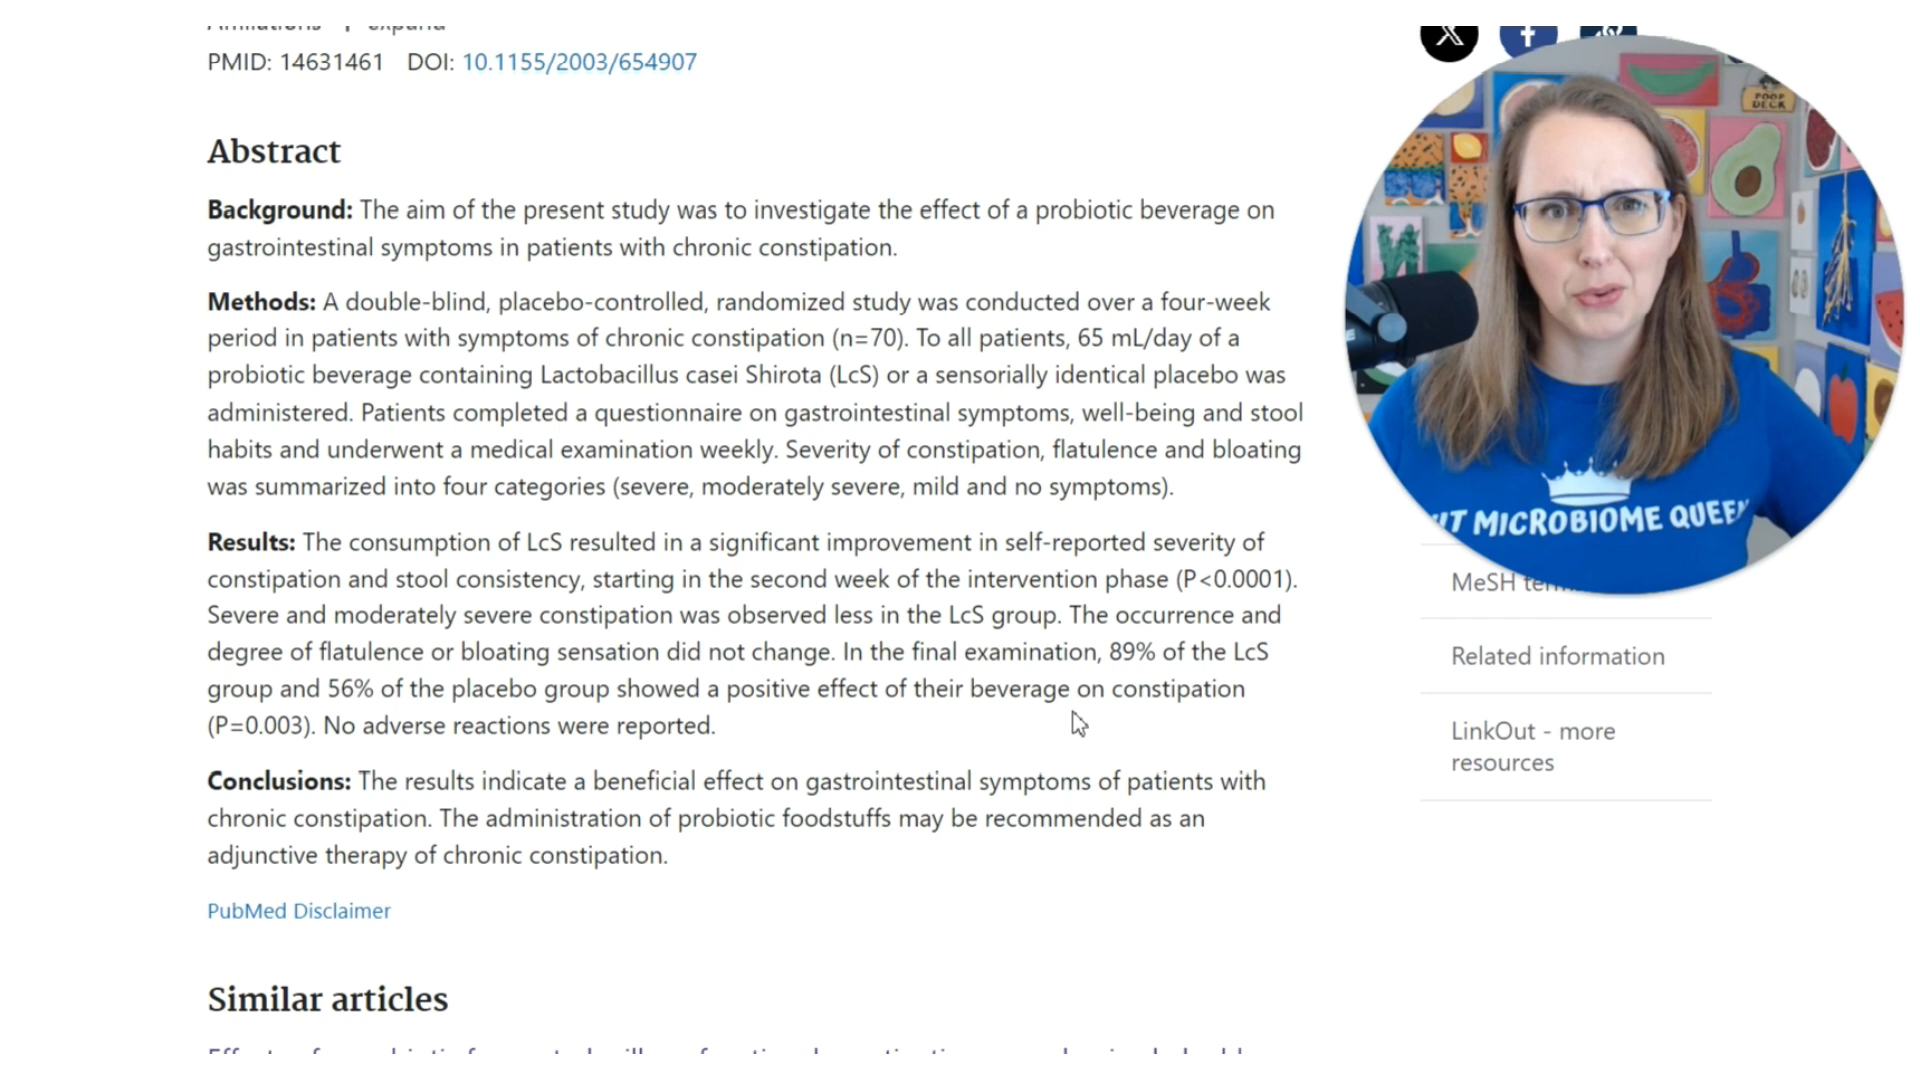 PMID: 14631461 DOI: 10.1155/2003/654907
Abstract
Background: The aim of the present study was to investigate the effect of a probiotic beverage on
gastrointestinal symptoms in patients with chronic constipation.
Methods: A double-blind, placebo-controlled, randomized study was conducted over a four-week
period in patients with symptoms of chronic constipation (n=70). To all patients, 65 mL/day of a
probiotic beverage containing Lactobacillus casei Shirota (LcS) or a sensorially identical placebo was
administered. Patients completed a questionnaire on gastrointestinal symptoms, well-being and stool
habits and underwent a medical examination weekly. Severity of constipation, flatulence and bloating
was summarized into four categories (severe, moderately severe, mild and no symptoms).
Results: The consumption of LcS resulted in a significant improvement in self-reported severity of
constipation and stool consistency, starting in the second week of the intervention phase (P<0.0001).
Severe and moderately severe constipation was observed less in the LcS group. The occurrence and
degree of flatulence or bloating sensation did not change. In the final examination, 89% of the LcS
group and 56% of the placebo group showed a positive effect of their beverage on constipation
(P=0.003). No adverse reactions were reported.
Conclusions: The results indicate a beneficial effect on gastrointestinal symptoms of patients with
chronic constipation. The administration of probiotic foodstuffs may be recommended as an
adjunctive therapy of chronic constipation.
PubMed Disclaimer
Similar articles
POOP
DECK
MICROBIOME QUEEN
MeSH
Related information
LinkOut - more
resources